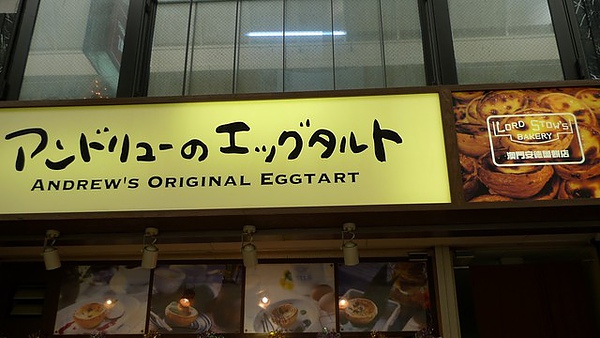 アンドリューのエッグタルト
ANDREW'S ORIGINAL EGGTART
LORD STOW'S
BAKERY
澳門安德魯餅店